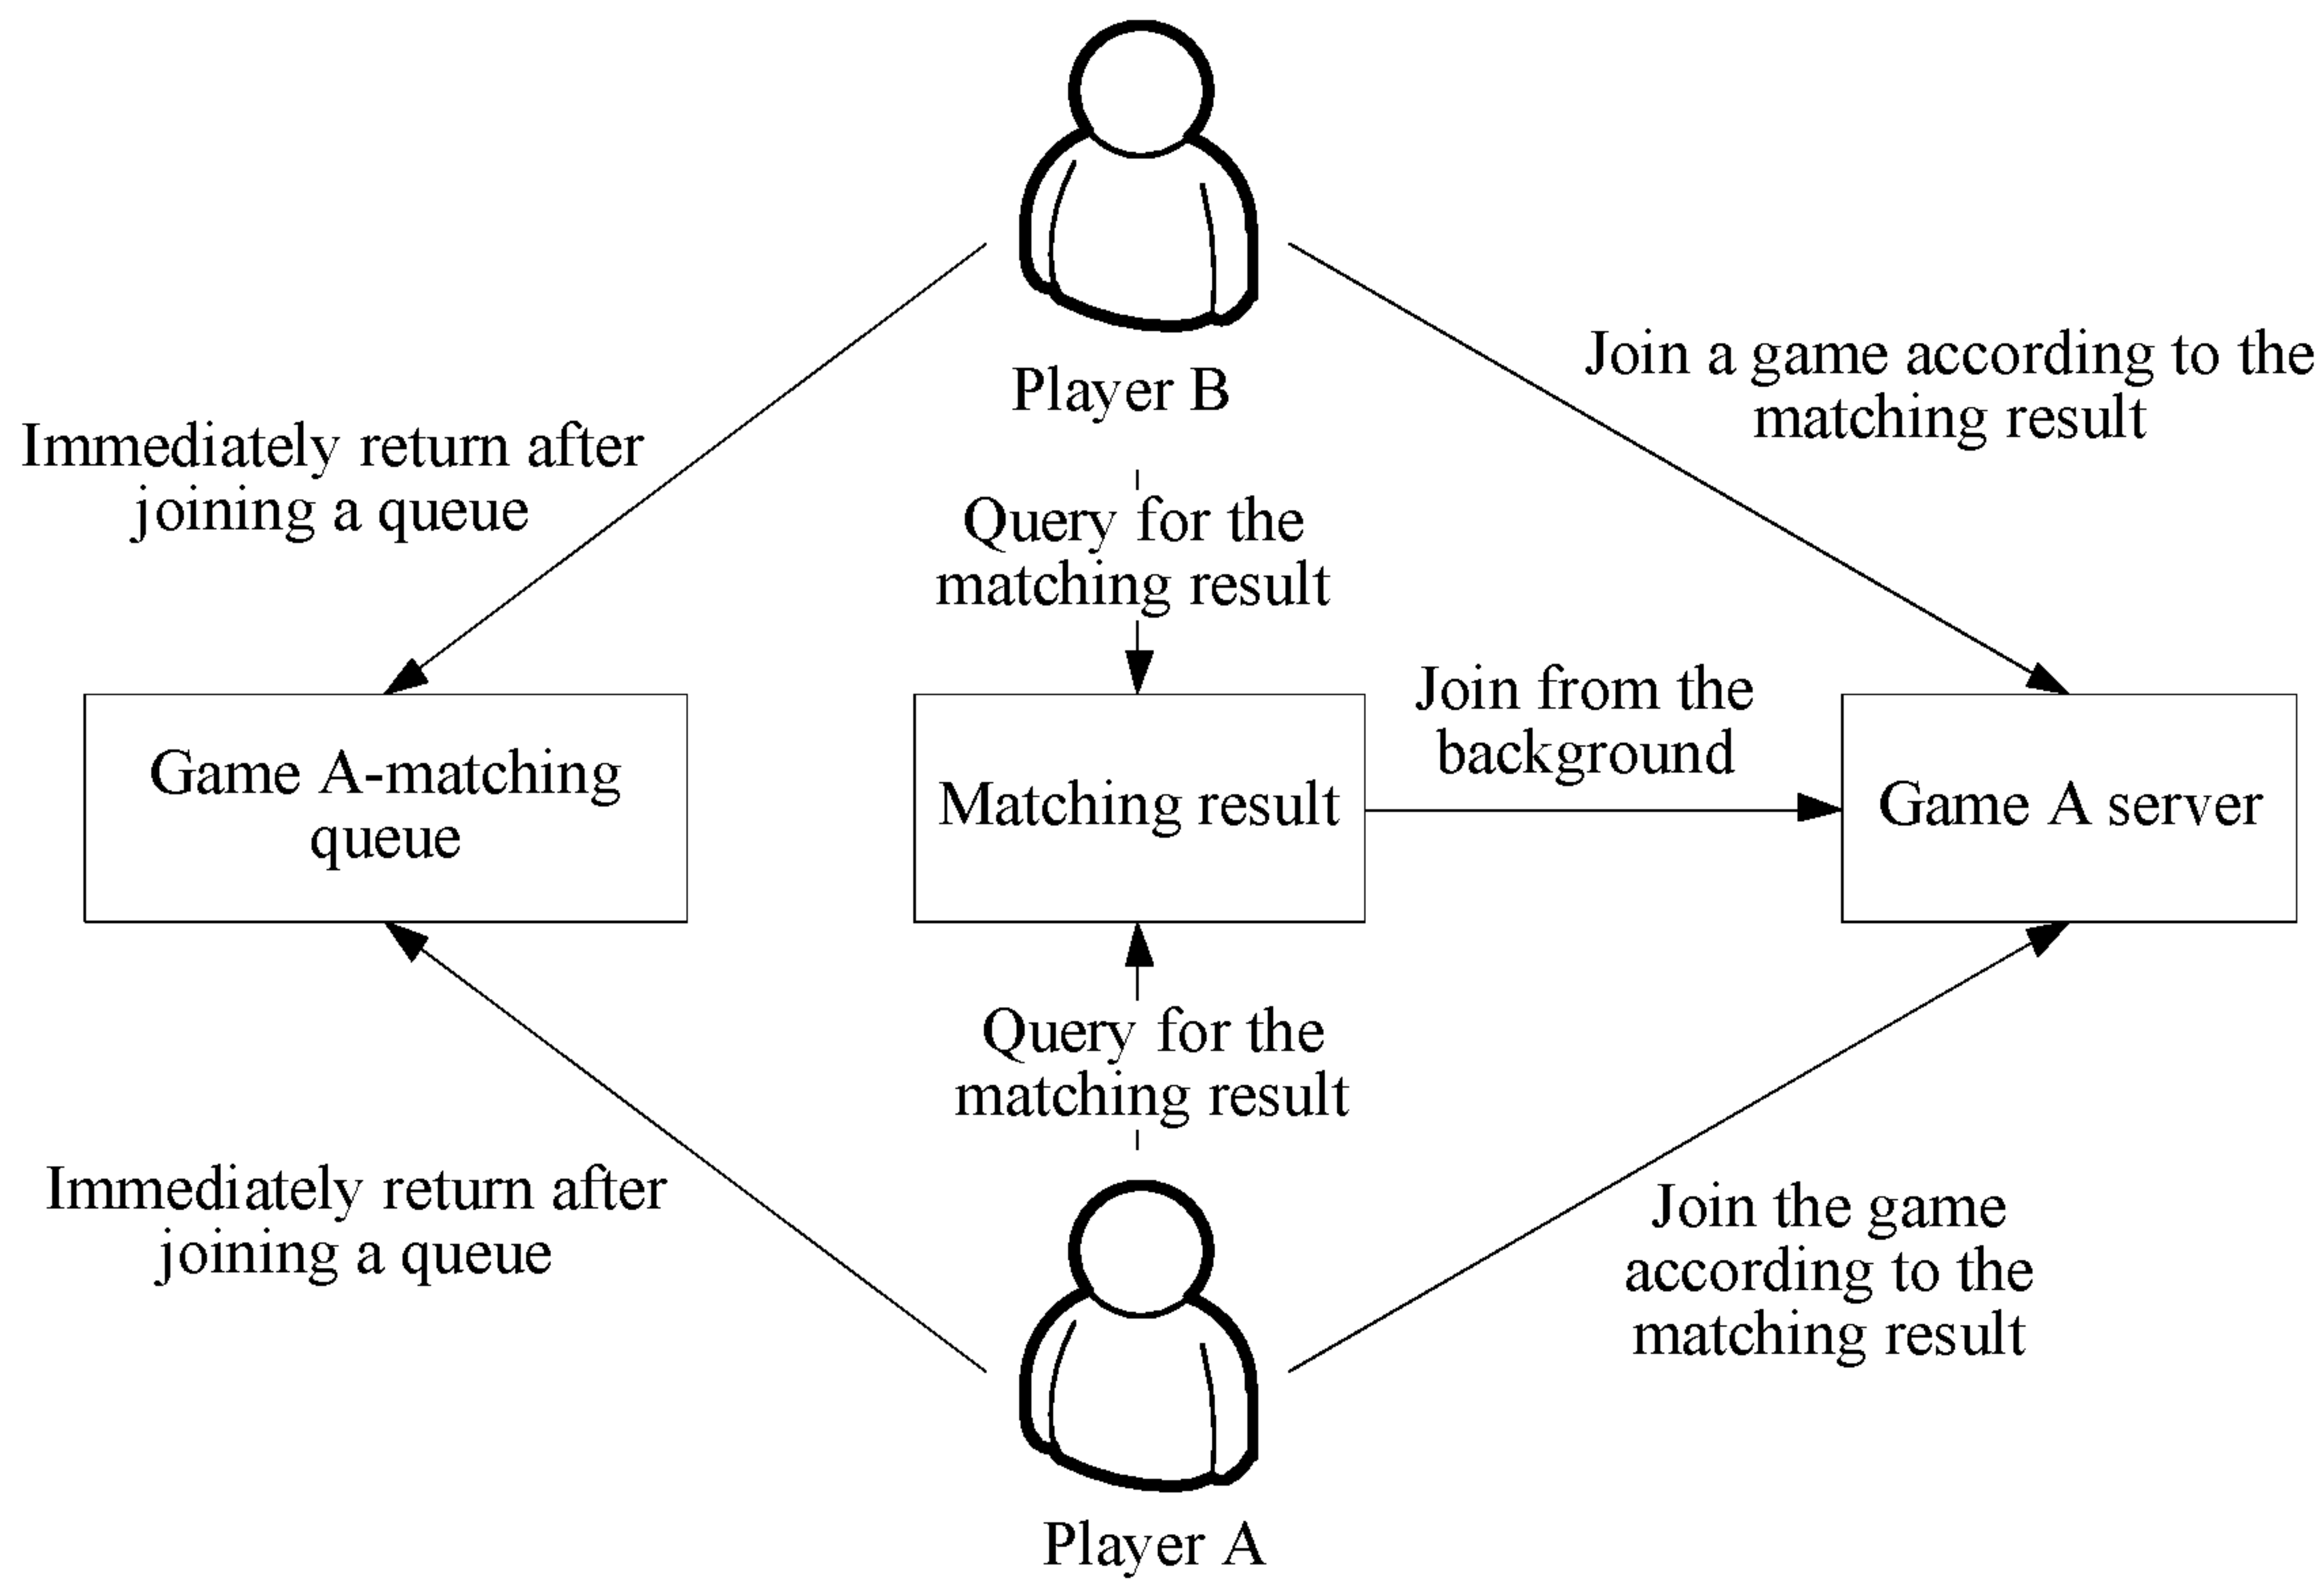 Player B
Join a game according to the
matching result
Immediately return after
joining a queue
Query for the
matching result
Join from the
background
Game A-matching
queue
Matching result
Game A server
Query for the
matching result
Immediately return after
joining a queue
Join the game
according to the
matching result
Player A